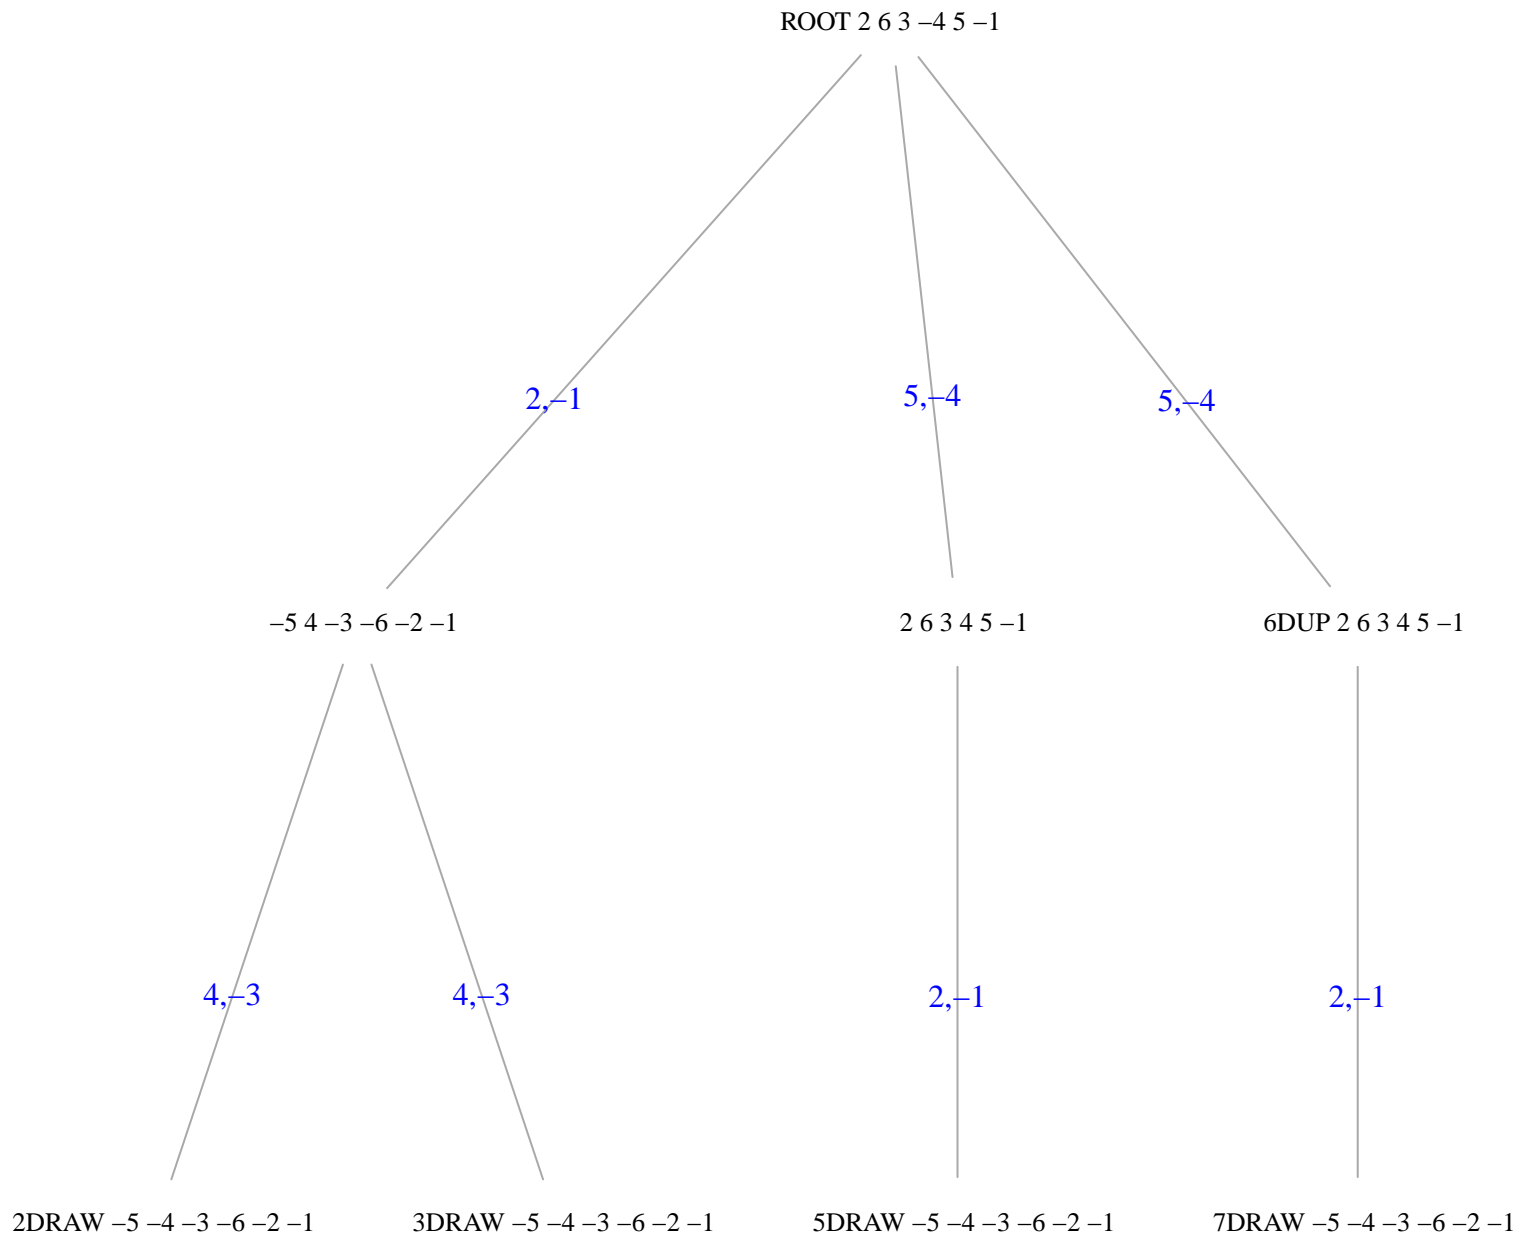 ROOT 2 6 3 –4 5 –1
2,–1
5,–4
5,–4
–5 4 –3 –6 –2 –1
2 6 3 4 5 –1
6DUP 2 6 3 4 5 –1
4,–3
4,–3
2,–1
2,–1
2DRAW –5 –4 –3 –6 –2 –1
3DRAW –5 –4 –3 –6 –2 –1
5DRAW –5 –4 –3 –6 –2 –1
7DRAW –5 –4 –3 –6 –2 –1